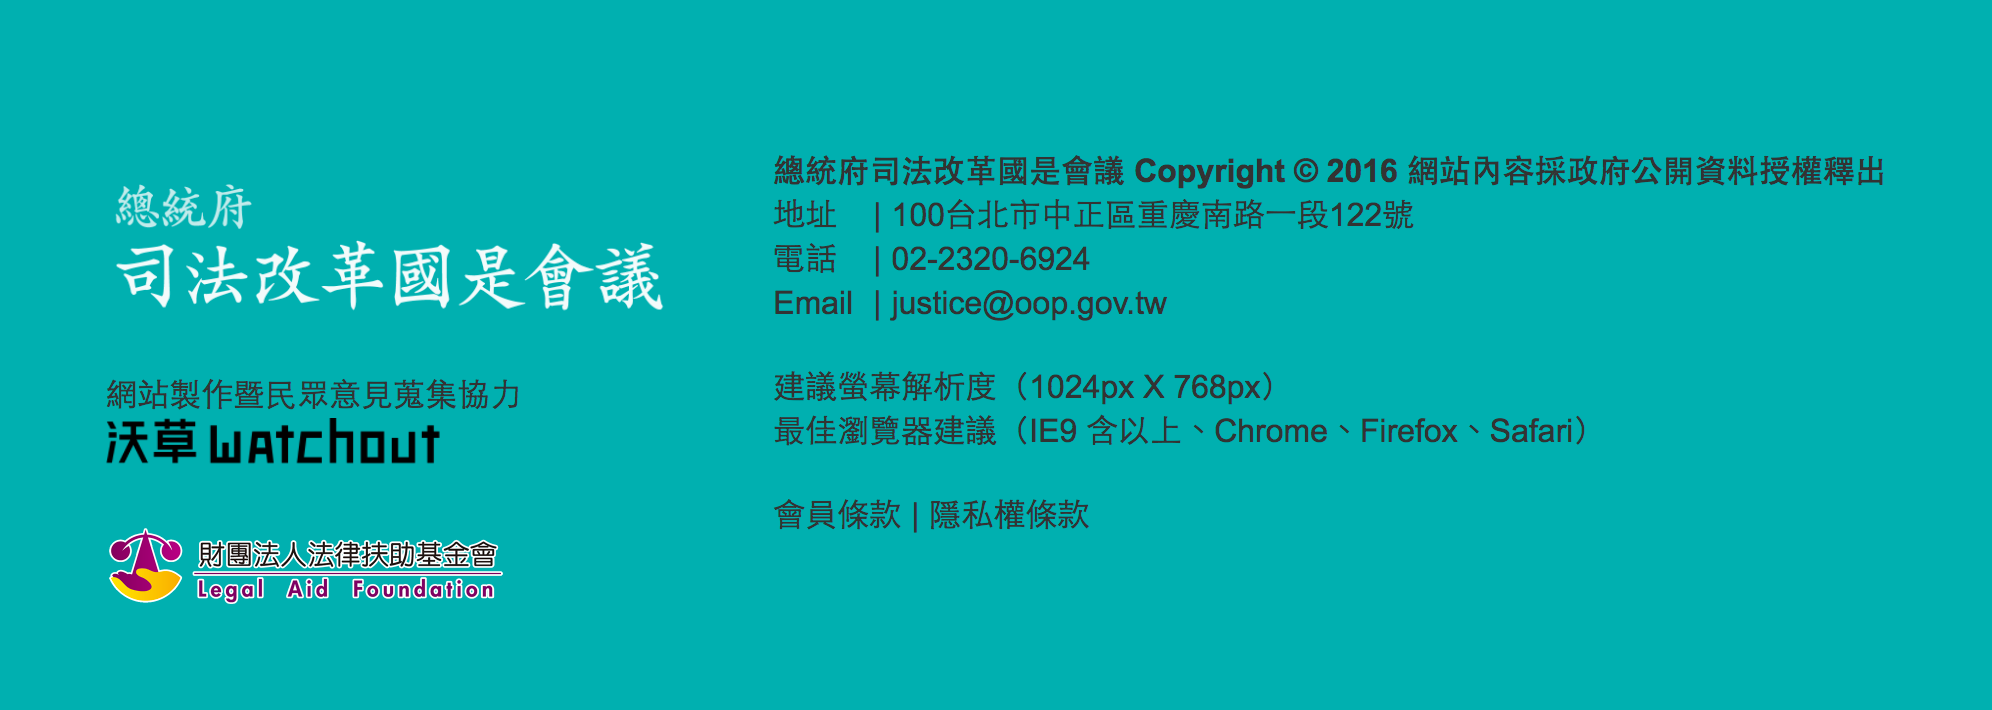 總統府
司法改革國是會議
網站製作暨民眾意見蒐集協力
沃草 watchout
財團法人法律扶助基金會
Legal Aid Foundation
總統府司法改革國是會議 Copyright © 2016 網站內容採政府公開資料授權釋出
地址 | 100台北市中正區重慶南路一段122號
電話 | 02-2320-6924
Email | justice@oop.gov.tw
建議螢幕解析度（1024px X 768px）
最佳瀏覽器建議（IE9 含以上、Chrome、Firefox、Safari）
會員條款 | 隱私權條款